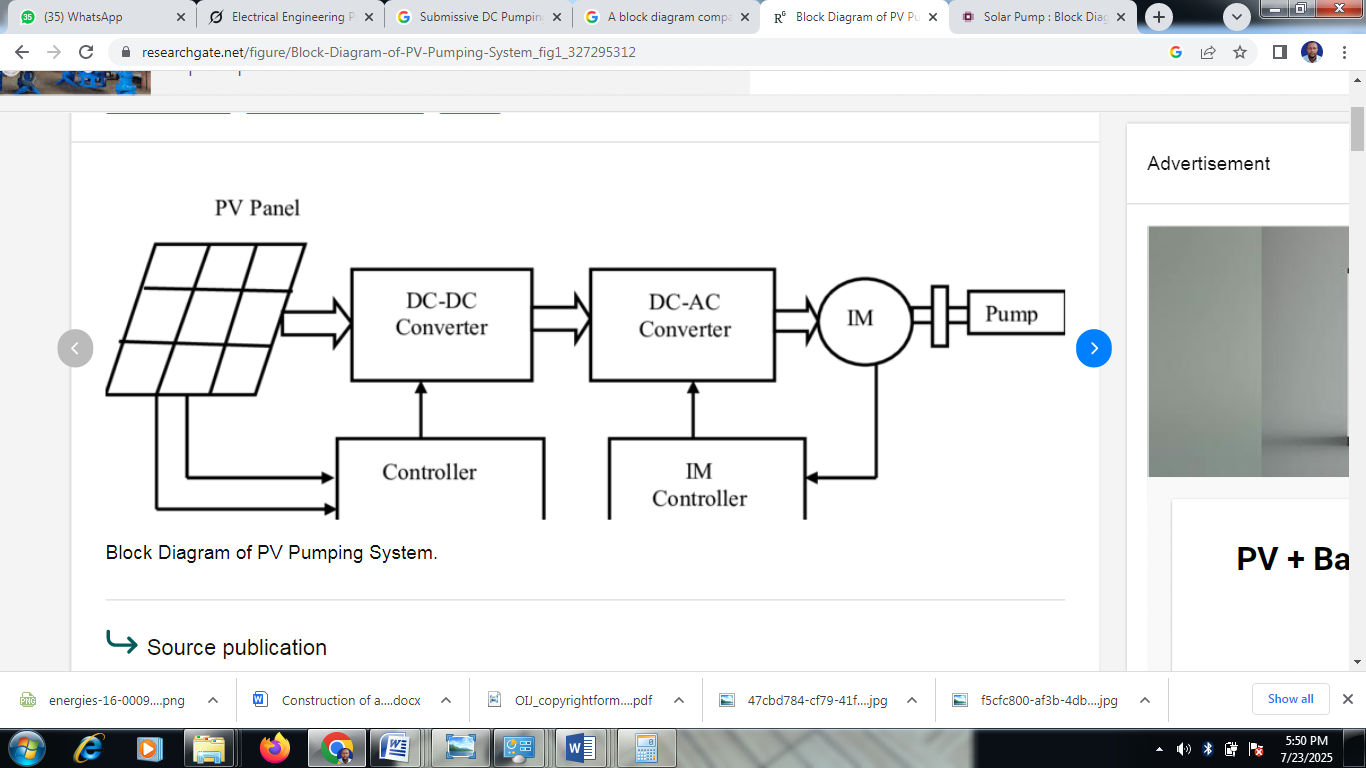 (35) WhatsApp
Electrical Engineering P
Submissive DC Pumpin
A block diagram compa
Block Diagram of PV Pu
Solar Pump : Block Diag
researchgate.net/figure/Block-Diagram-of-PV-Pumping-System_fig1_327295312
Advertisement
PV Panel
DC-DC
Converter
DC-AC
Converter
IM
Pump
Controller
IM
Controller
Block Diagram of PV Pumping System.
PV + Ba
Source publication
energies-16-0009....png
Construction of a....docx
OIJ_copyrightform....pdf
47cbd784-cf79-41f....jpg
f5cfc800-af3b-4db....jpg
Show all
5:50 PM
7/23/2025